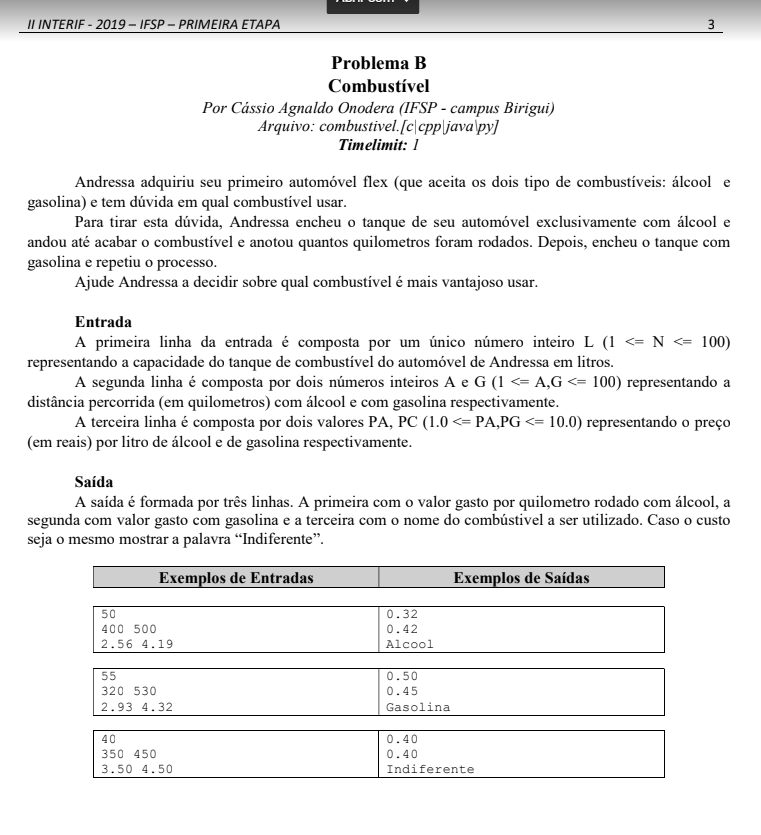 II INTERIF - 2019 – IFSP – PRIMEIRA ETAPA 3
Problema B
Combustível
Por Cássio Agnaldo Onodera (IFSP - campus Birigui)
Arquivo: combustivel.[c|cpp|java|py]
Timelimit: 1
Andressa adquiriu seu primeiro automóvel flex (que aceita os dois tipo de combustíveis: álcool e
gasolina) e tem dúvida em qual combustível usar.
Para tirar esta dúvida, Andressa encheu o tanque de seu automóvel exclusivamente com álcool e
andou até acabar o combustível e anotou quantos quilometros foram rodados. Depois, encheu o tanque com
gasolina e repetiu o processo.
Ajude Andressa a decidir sobre qual combustível é mais vantajoso usar.
Entrada
A primeira linha da entrada é composta por um único número inteiro L (1 <= N <= 100)
representando a capacidade do tanque de combustível do automóvel de Andressa em litros.
A segunda linha é composta por dois números inteiros A e G (1 <= A,G <= 100) representando a
distância percorrida (em quilometros) com álcool e com gasolina respectivamente.
A terceira linha é composta por dois valores PA, PC (1.0 <= PA,PG <= 10.0) representando o preço
(em reais) por litro de álcool e de gasolina respectivamente.
Saída
A saída é formada por três linhas. A primeira com o valor gasto por quilometro rodado com álcool, a
segunda com valor gasto com gasolina e a terceira com o nome do combústivel a ser utilizado. Caso o custo
seja o mesmo mostrar a palavra “Indiferente”.
Exemplos de Entradas Exemplos de Saídas
50 0.32
400 500 0.42
2.56 4.19 Alcool
55 0.50
320 530 0.45
2.93 4.32 Gasolina
40 0.40
350 450 0.40
3.50 4.50 Indiferente